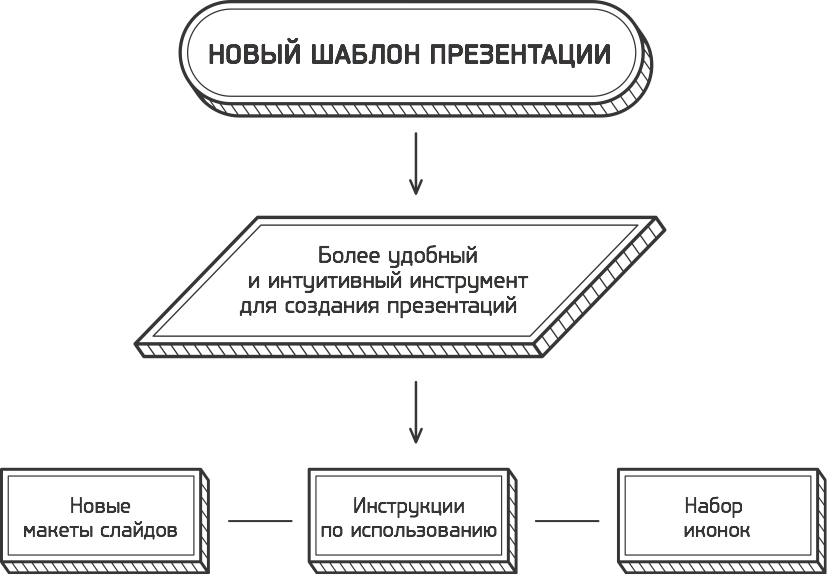 НОВЫЙ ШАБЛОН ПРЕЗЕНТАЦИИ
Более удобный
и интуитивный инструмент
для создания презентаций
Новые
макеты слайдов
Инструкции
по использованию
Набор
иконок